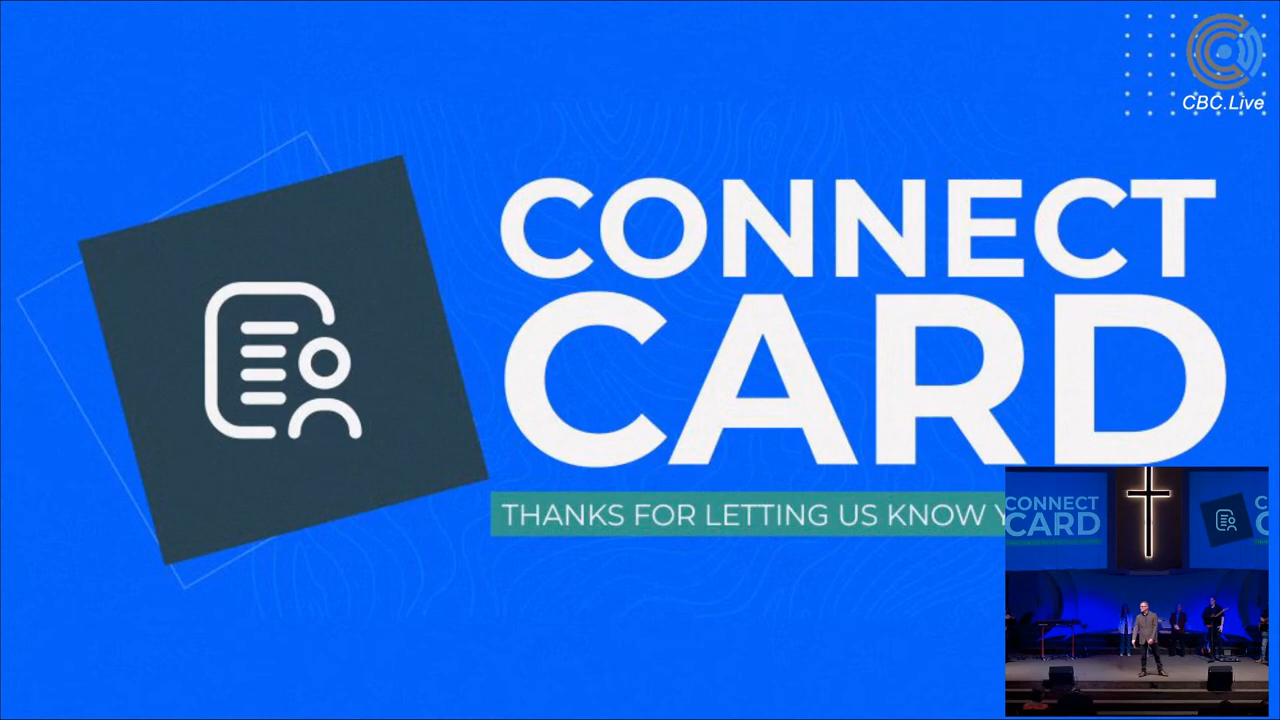 CBC.Live
CONNECT
CARD
THANKS FOR LETTING US KNOW
CONNECT
CARD